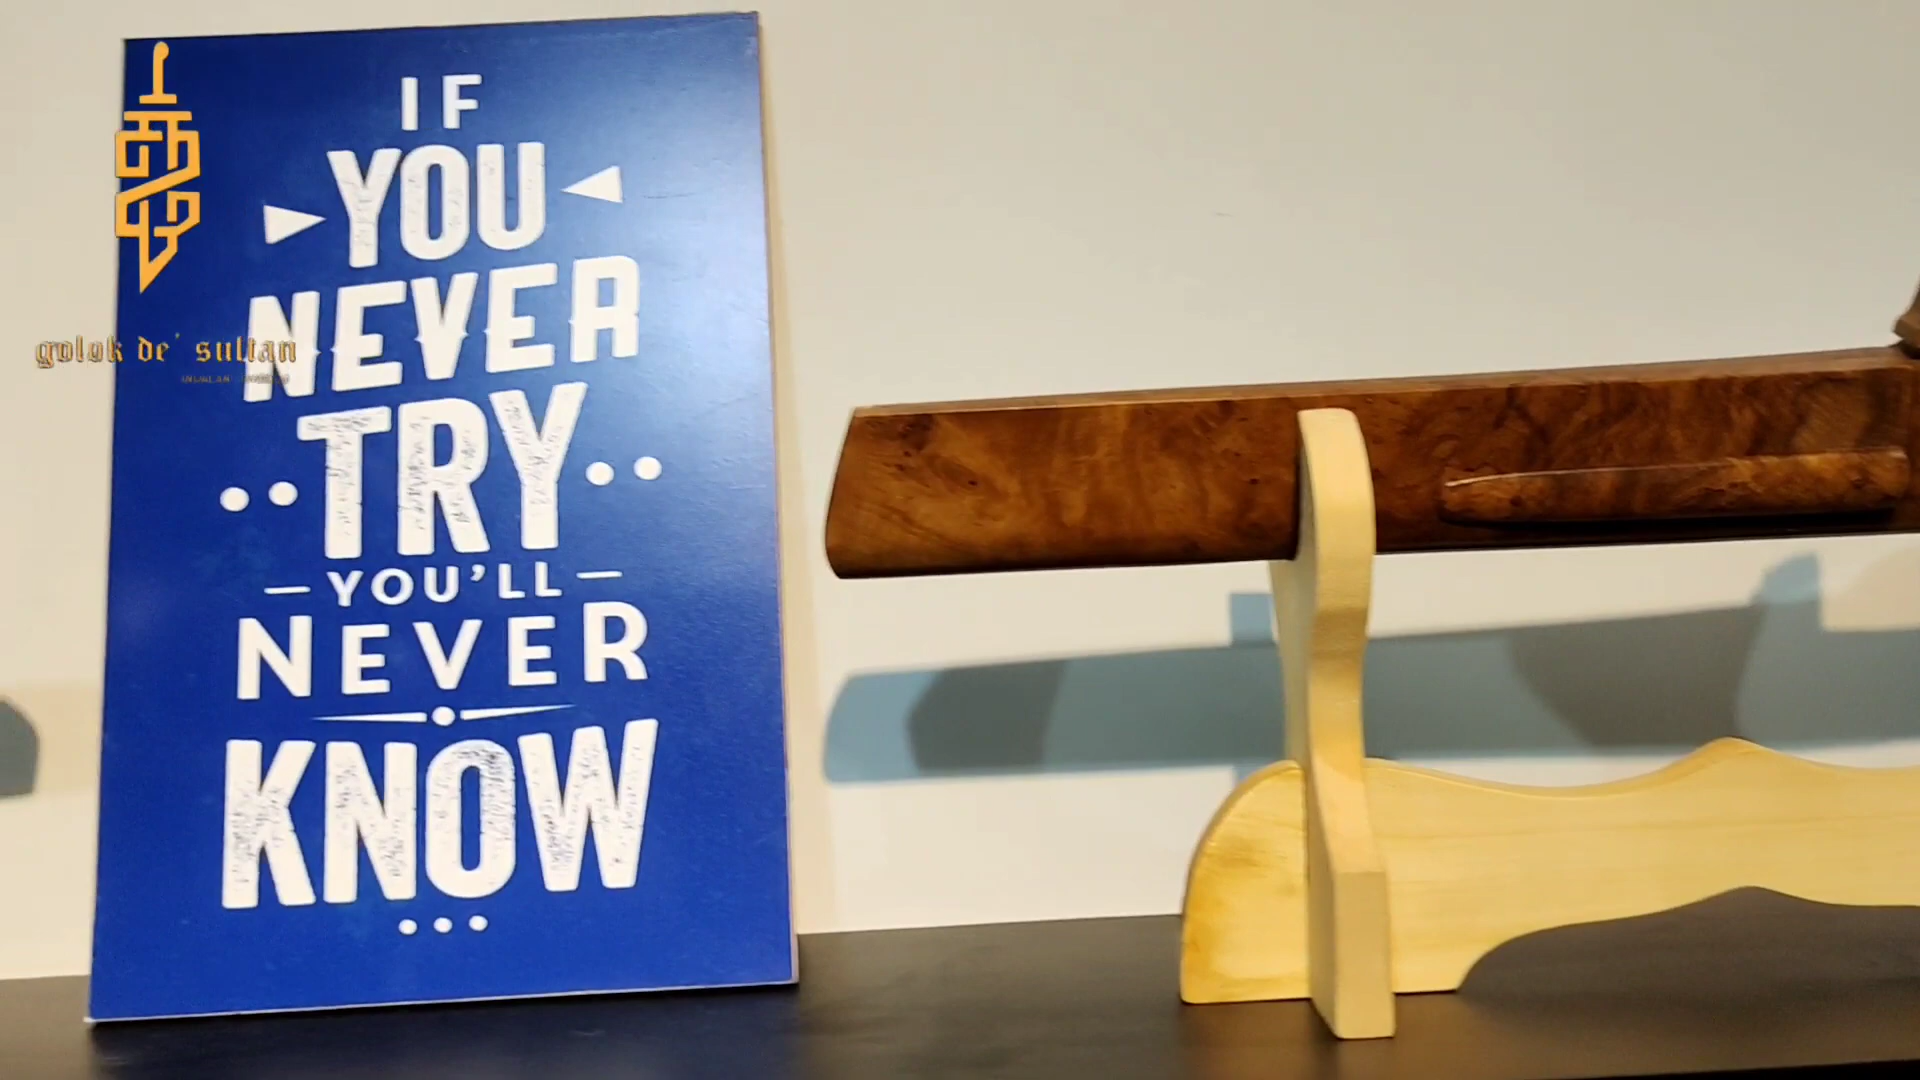 IF
YOU
NEVER
TRY
YOU'LL
NEVER
KNOW
...
golok de' sultan